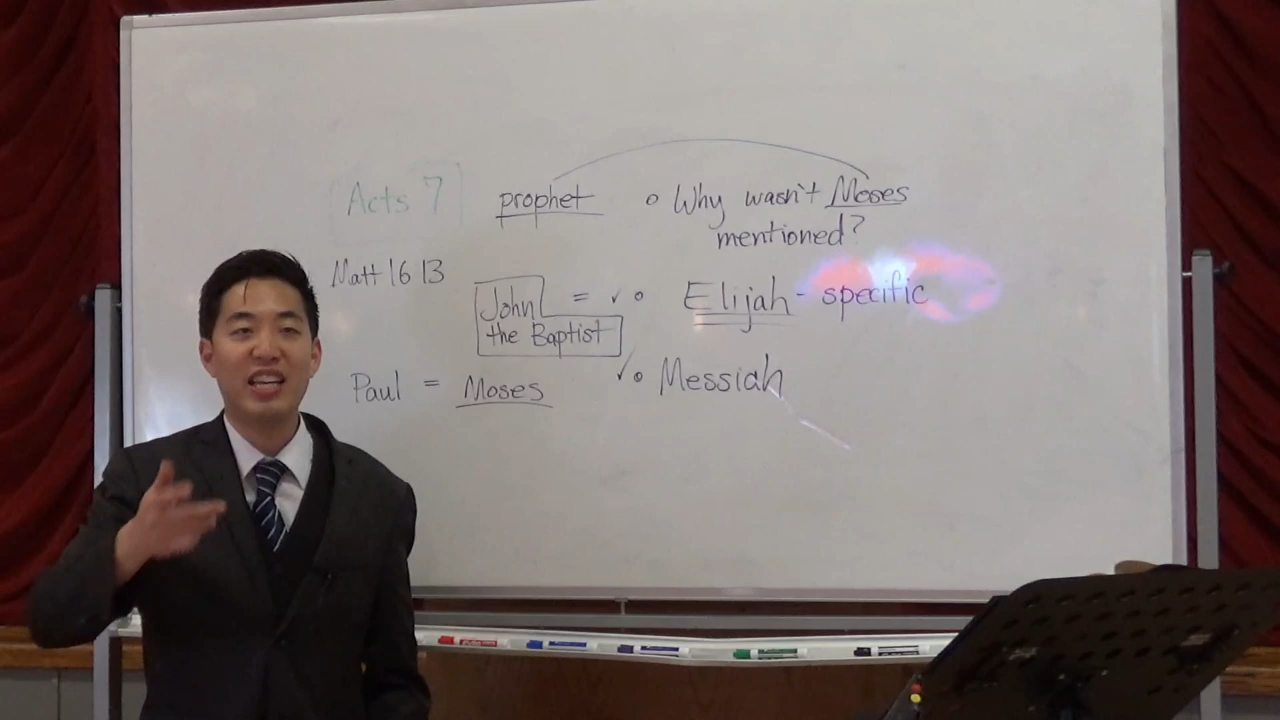 Acts 7 prophet Why wasn't Moses
mentioned?
Matt 16 13
John = Elijah - specific
the Baptist
Paul = Moses Messiah